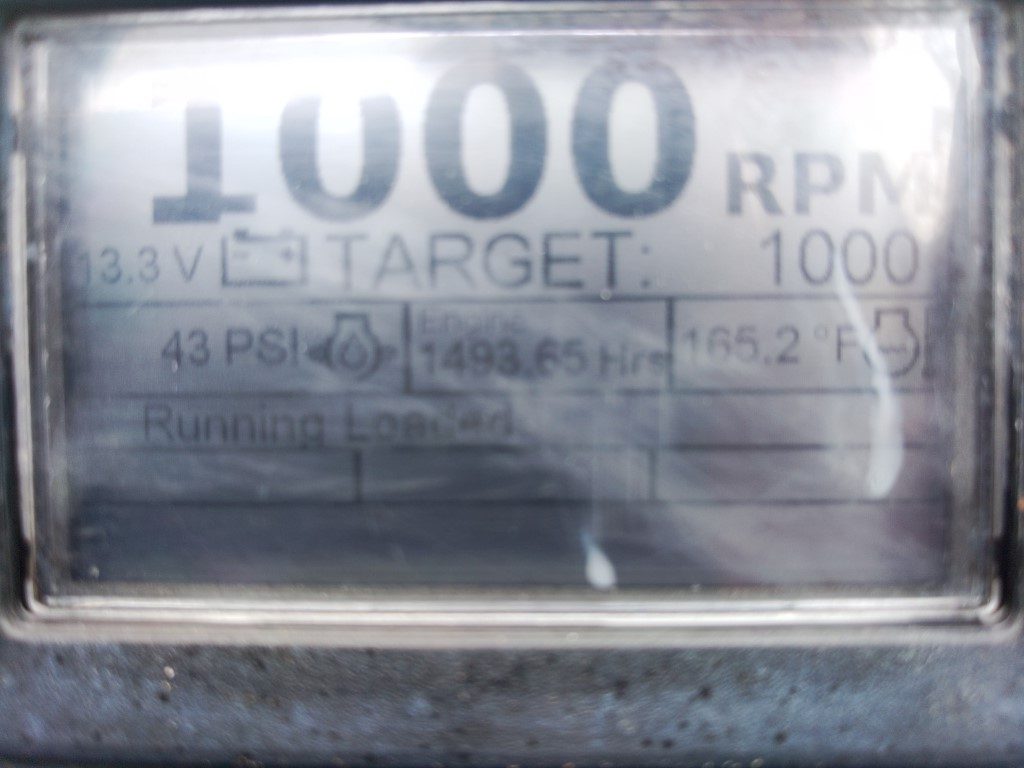 1000 RPM
13.3 V TARGET: 1000
43 PSI Engine 1493.65 Hrs 165.2 °F
Running Loaded